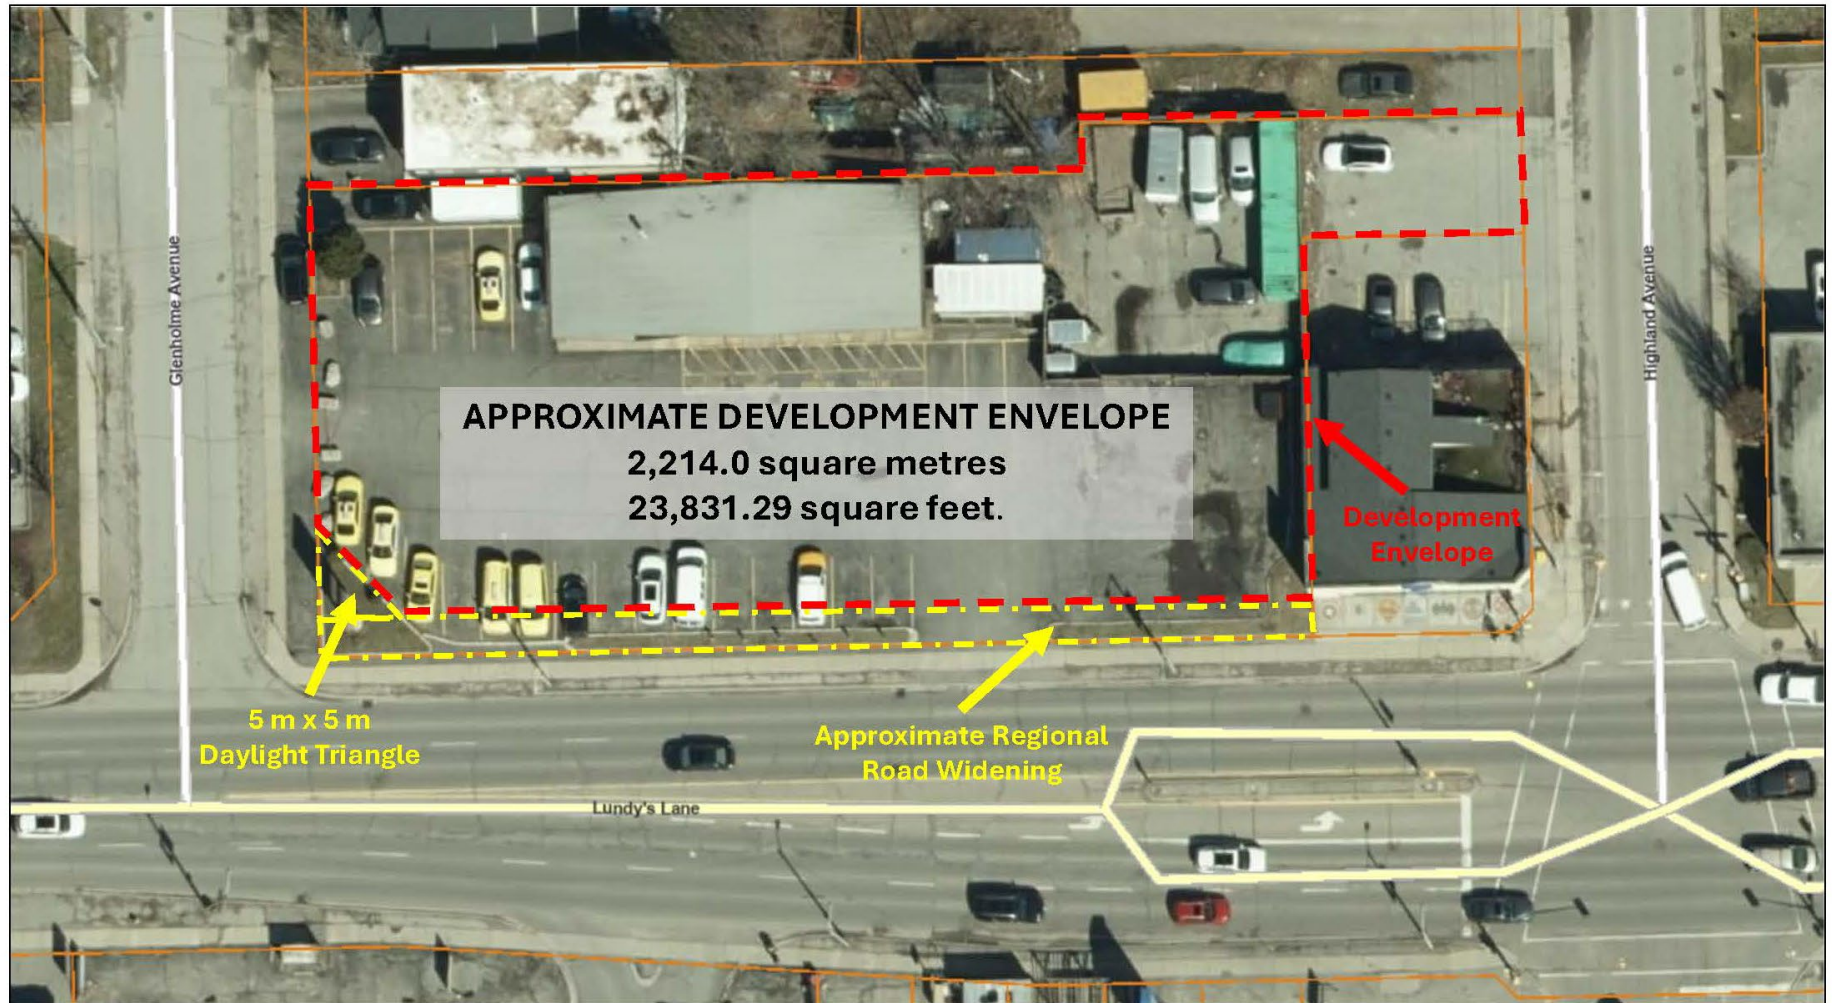 Glenholme Avenue
Highland Avenue
APPROXIMATE DEVELOPMENT ENVELOPE
2,214.0 square metres
23,831.29 square feet.
Development
Envelope
5 m x 5 m
Daylight Triangle
Approximate Regional
Road Widening
Lundy's Lane